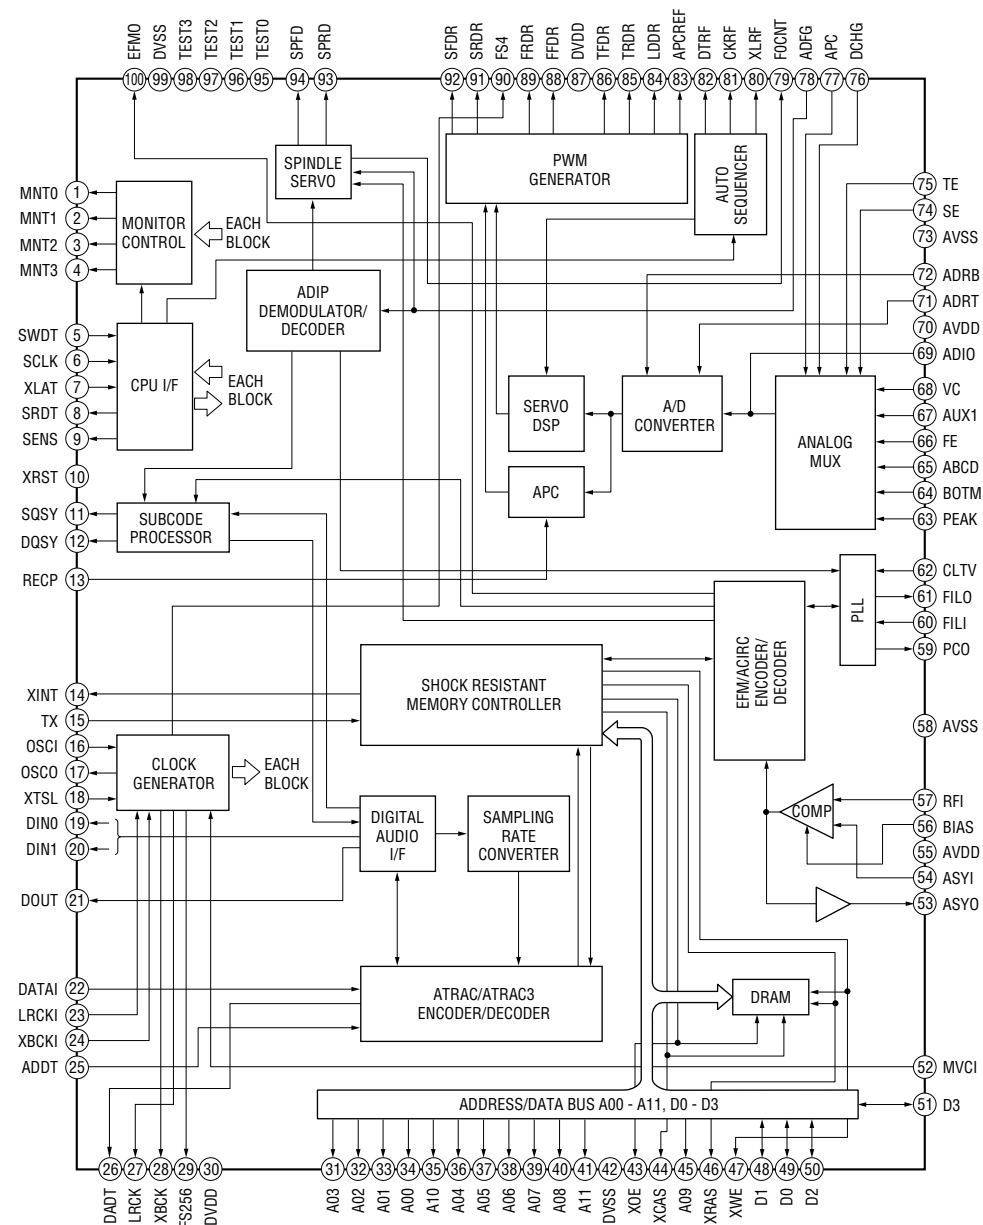 EFMO
DVSS
TEST3
TEST2
TEST1
TEST0
SPFD
SPRD
SFDR
SRDR
FS4
FRDR
FFDR
DVDD
TFDR
TRDR
LDDR
APCREF
DTRF
CKRF
XLRF
F0CNT
ADFG
APC
DCHG
100
99
98
97
96
95
94
93
92
91
90
89
88
87
86
85
84
83
82
81
80
79
78
77
76
MNT0 1
MNT1 2
MNT2 3
MNT3 4
SWDT 5
SCLK 6
XLAT 7
SRDT 8
SENS 9
XRST 10
SQSY 11
DQSY 12
RECP 13
XINT 14
TX 15
OSCI 16
OSCO 17
XTSL 18
DIN0 19
DIN1 20
DOUT 21
DATAI 22
LRCKI 23
XBCKI 24
ADDT 25
MONITOR
CONTROL
EACH
BLOCK
CPU I/F
EACH
BLOCK
SPINDLE
SERVO
ADIP
DEMODULATOR/
DECODER
PWM
GENERATOR
AUTO
SEQUENCER
SERVO
DSP
A/D
CONVERTER
ANALOG
MUX
APC
SUBCODE
PROCESSOR
EFM/ACIRC
ENCODER/
DECODER
PLL
SHOCK RESISTANT
MEMORY CONTROLLER
CLOCK
GENERATOR
EACH
BLOCK
DIGITAL
AUDIO
I/F
SAMPLING
RATE
CONVERTER
COMP
ATRAC/ATRAC3
ENCODER/DECODER
DRAM
ADDRESS/DATA BUS A00 - A11, D0 - D3
75 TE
74 SE
73 AVSS
72 ADRB
71 ADRT
70 AVDD
69 ADIO
68 VC
67 AUX1
66 FE
65 ABCD
64 BOTM
63 PEAK
62 CLTV
61 FILO
60 FILI
59 PCO
58 AVSS
57 RFI
56 BIAS
55 AVDD
54 ASYI
53 ASYO
52 MVCI
51 D3
26
27
28
29
30
31
32
33
34
35
36
37
38
39
40
41
42
43
44
45
46
47
48
49
50
DADT
LRCK
XBCK
FS256
DVDD
A03
A02
A01
A00
A10
A04
A05
A06
A07
A08
A11
DVSS
XOE
XCAS
A09
XRAS
XWE
D1
D0
D2